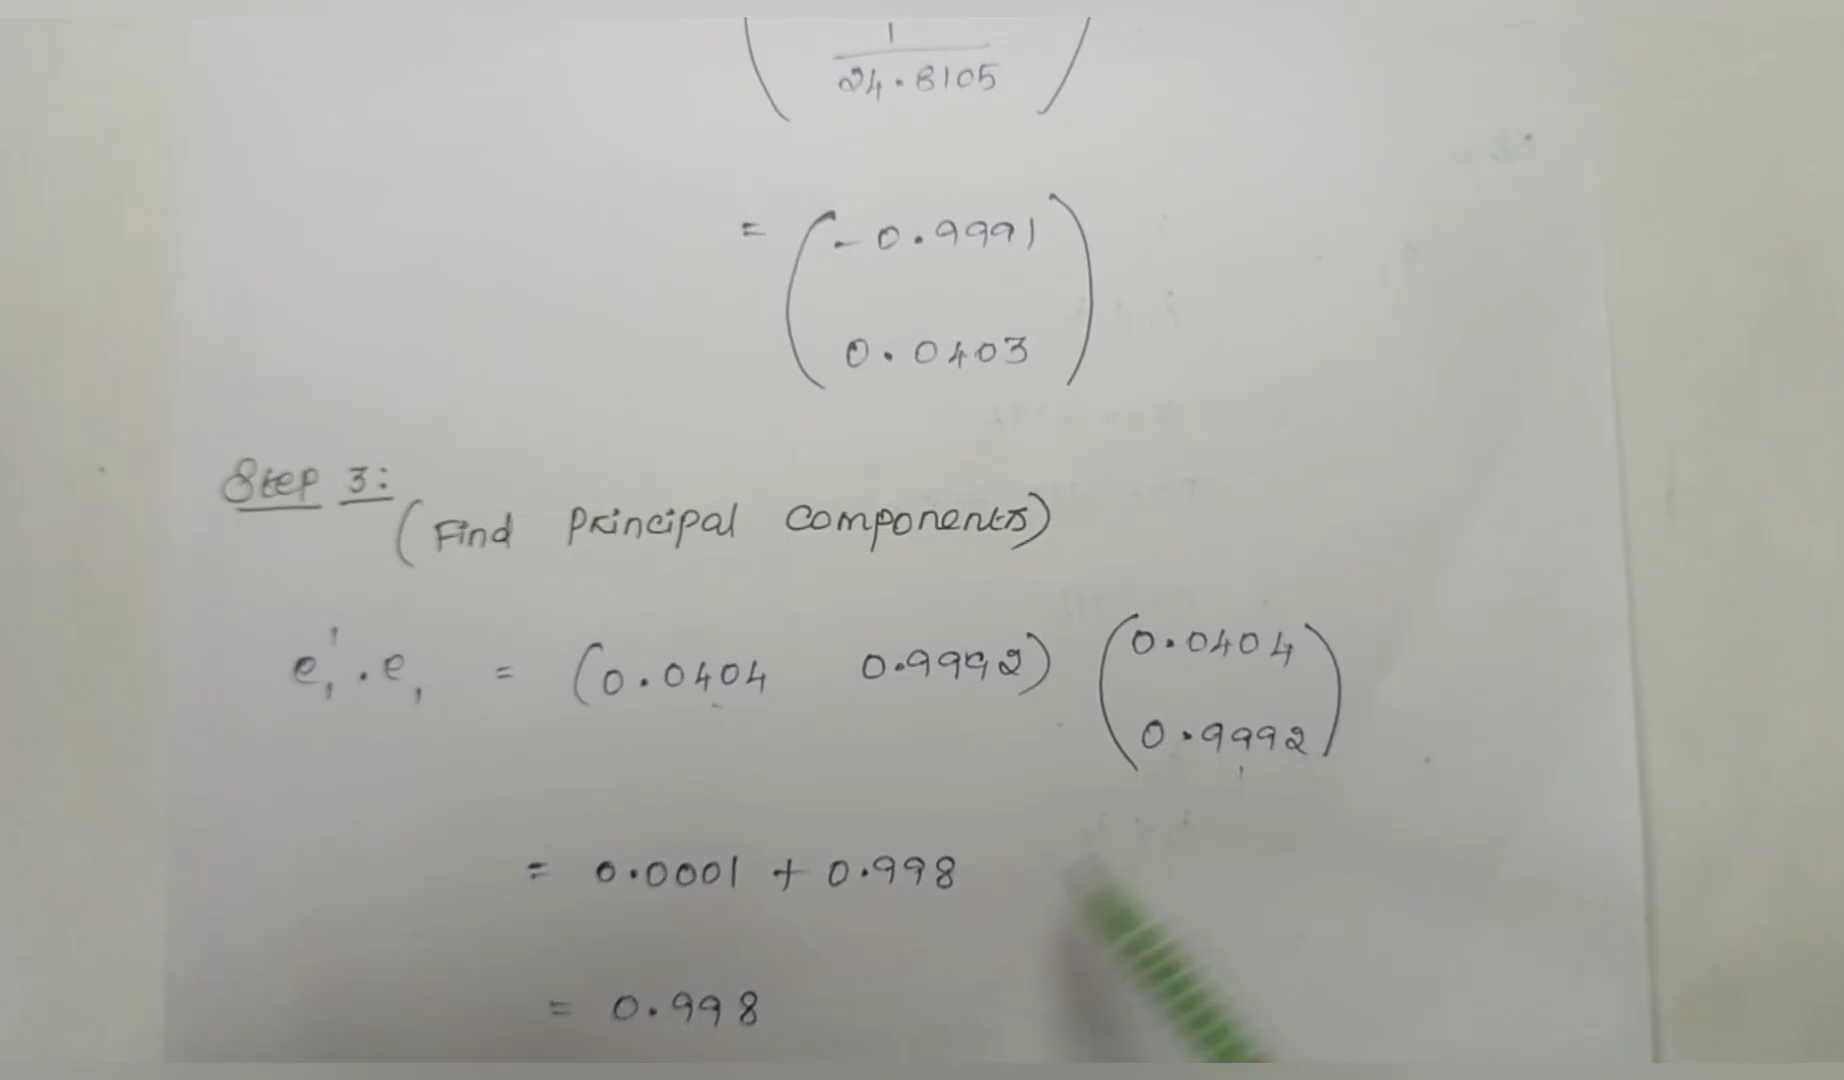 1
24.8105
= ( - 0.9991
0.0403 )
Step 3:
(Find principal components)
e₁' . e₁ = (0.0404 0.9992) (0.0404
0.9992)
= 0.0001 + 0.998
= 0.998